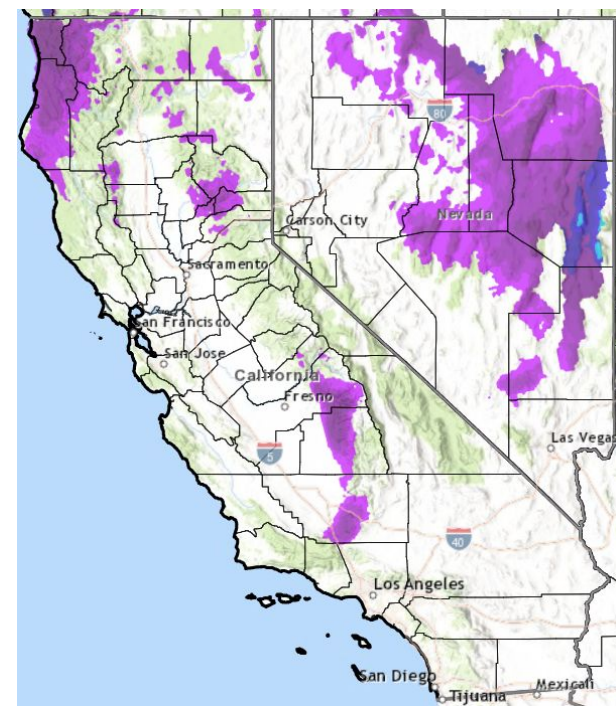 80
Nevada
Carson City
Sacramento
San Francisco
San Jose
California
Fresno
5
Las Vegas
40
Los Angeles
San Diego
Tijuana
Mexicali